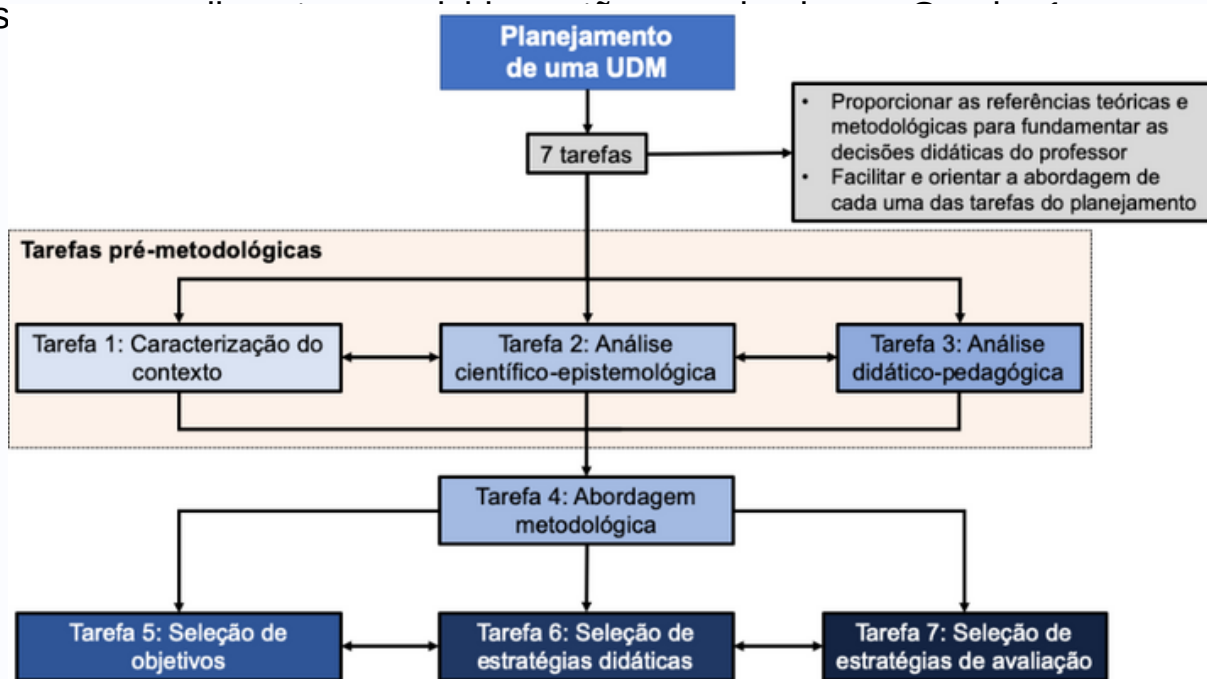 Planejamento
de uma UDM
7 tarefas
• Proporcionar as referências teóricas e
metodológicas para fundamentar as
decisões didáticas do professor
• Facilitar e orientar a abordagem de
cada uma das tarefas do planejamento
Tarefas pré-metodológicas
Tarefa 1: Caracterização do
contexto
Tarefa 2: Análise
científico-epistemológica
Tarefa 3: Análise
didático-pedagógica
Tarefa 4: Abordagem
metodológica
Tarefa 5: Seleção de
objetivos
Tarefa 6: Seleção de
estratégias didáticas
Tarefa 7: Seleção de
estratégias de avaliação